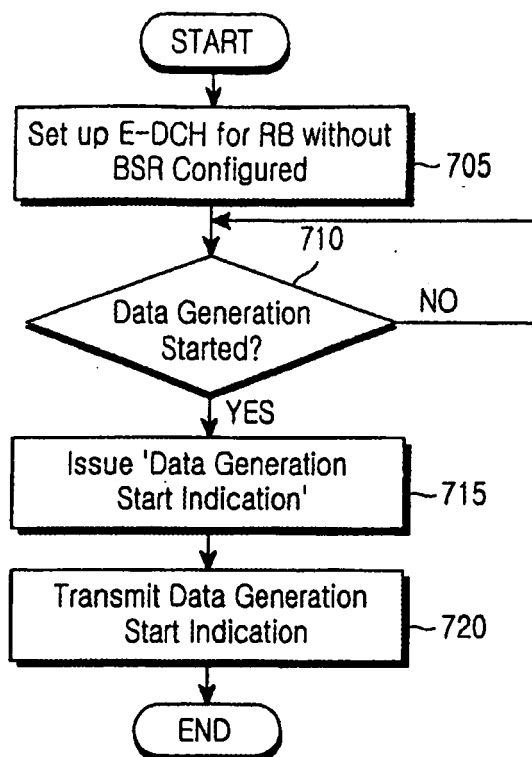 START
Set up E-DCH for RB without
BSR Configured
705
710
Data Generation
Started?
NO
YES
Issue 'Data Generation
Start Indication'
715
Transmit Data Generation
Start Indication
720
END